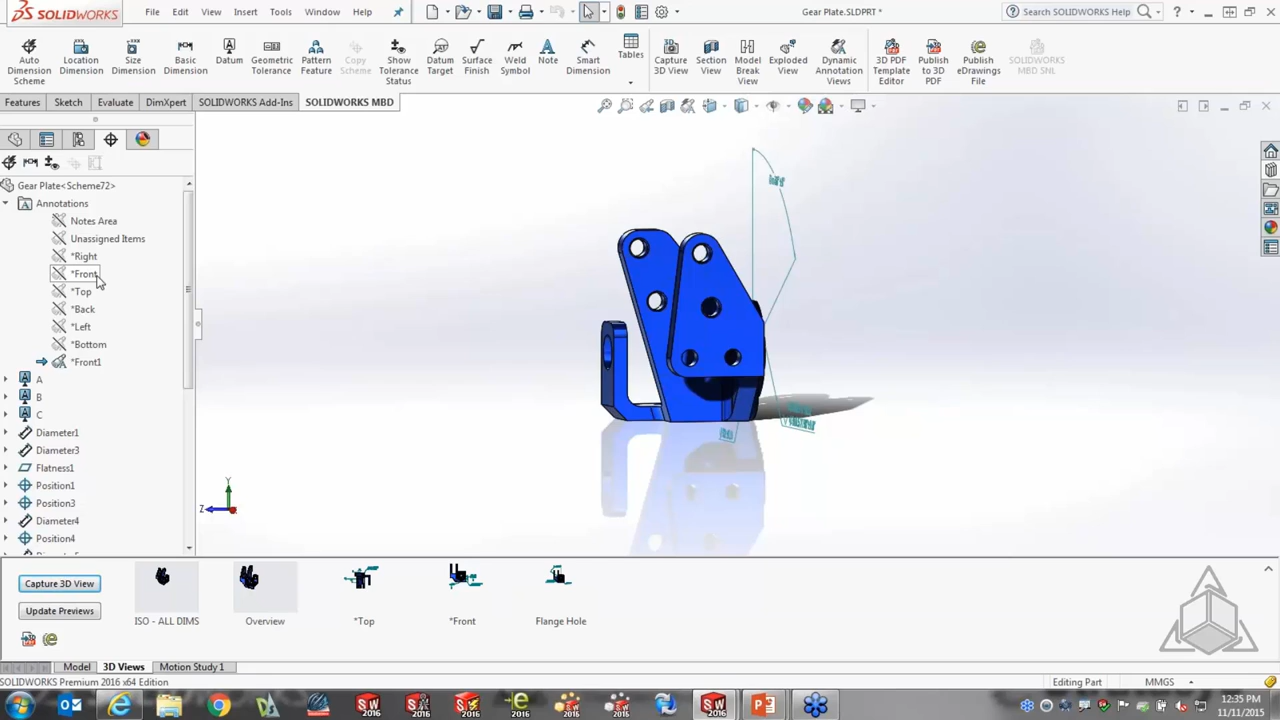 SOLIDWORKS File Edit View Insert Tools Window Help Gear Plate.SLDPRT * Search SOLIDWORKS Help ?
Auto Dimension Scheme
Location Dimension
Size Dimension
Basic Dimension
Datum
Geometric Tolerance
Pattern Feature
Copy Scheme
Show Tolerance Status
Datum Target
Surface Finish
Weld Symbol
Note
Smart Dimension
Tables
Capture 3D View
Section View
Model Break View
Exploded View
Dynamic Annotation Views
3D PDF Template Editor
Publish to 3D PDF
Publish eDrawings File
SOLIDWORKS MBD SNL
Features Sketch Evaluate DimXpert SOLIDWORKS Add-Ins SOLIDWORKS MBD
Gear Plate<Scheme72>
Annotations
Notes Area
Unassigned Items
*Right
*Front
*Top
*Back
*Left
*Bottom
*Front1
A
B
C
Diameter1
Diameter3
Flatness1
Position1
Position3
Diameter4
Position4
Y
Z
Capture 3D View
Update Previews
ISO - ALL DIMS Overview *Top *Front Flange Hole
Model 3D Views Motion Study 1
SOLIDWORKS Premium 2016 x64 Edition Editing Part MMGS
12:35 PM
11/11/2015